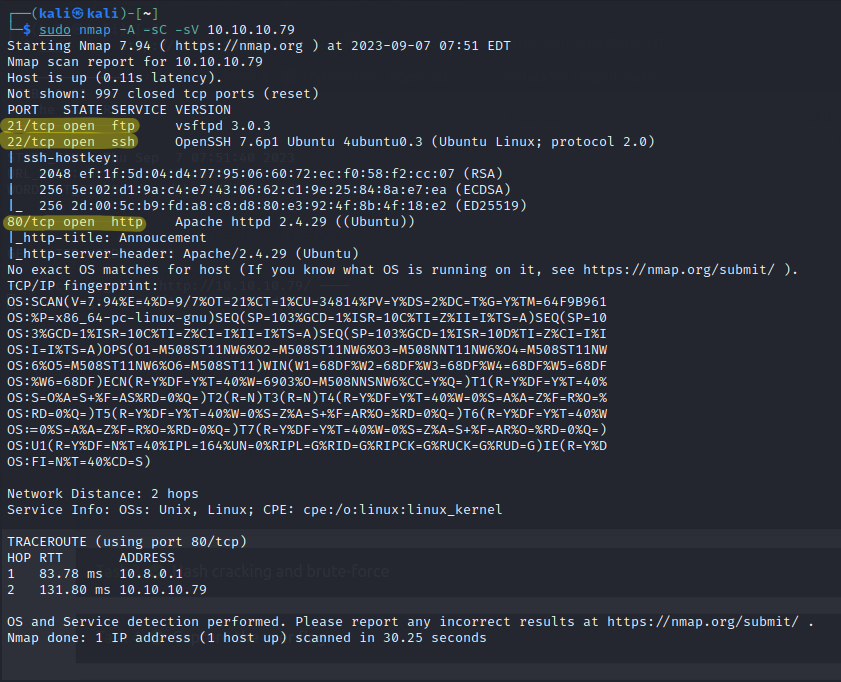 ┌──(kali㉿kali)-[~]
└─$ sudo nmap -A -sC -sV 10.10.10.79
Starting Nmap 7.94 ( https://nmap.org ) at 2023-09-07 07:51 EDT
Nmap scan report for 10.10.10.79
Host is up (0.11s latency).
Not shown: 997 closed tcp ports (reset)
PORT   STATE SERVICE VERSION
21/tcp open  ftp     vsftpd 3.0.3
22/tcp open  ssh     OpenSSH 7.6p1 Ubuntu 4ubuntu0.3 (Ubuntu Linux; protocol 2.0)
| ssh-hostkey:
|   2048 ef:1f:5d:04:d4:77:95:06:60:72:ec:f0:58:f2:cc:07 (RSA)
|   256 5e:02:d1:9a:c4:e7:43:06:62:c1:9e:25:84:8a:e7:ea (ECDSA)
|_  256 2d:00:5c:b9:fd:a8:c8:d8:80:e3:92:4f:8b:4f:18:e2 (ED25519)
80/tcp open  http    Apache httpd 2.4.29 ((Ubuntu))
|_http-title: Annoucement
|_http-server-header: Apache/2.4.29 (Ubuntu)
No exact OS matches for host (If you know what OS is running on it, see https://nmap.org/submit/ ).
TCP/IP fingerprint:
OS:SCAN(V=7.94%E=4%D=9/7%OT=21%CT=1%CU=34814%PV=Y%DS=2%DC=T%G=Y%TM=64F9B961
OS:%P=x86_64-pc-linux-gnu)SEQ(SP=103%GCD=1%ISR=10C%TI=Z%II=I%TS=A)SEQ(SP=10
OS:3%GCD=1%ISR=10C%TI=Z%CI=I%II=I%TS=A)SEQ(SP=103%GCD=1%ISR=10D%TI=Z%CI=I%I
OS:I=I%TS=A)OPS(O1=M508ST11NW6%O2=M508ST11NW6%O3=M508NNT11NW6%O4=M508ST11NW
OS:6%O5=M508ST11NW6%O6=M508ST11)WIN(W1=68DF%W2=68DF%W3=68DF%W4=68DF%W5=68DF
OS:%W6=68DF)ECN(R=Y%DF=Y%T=40%W=6903%O=M508NNSNW6%CC=Y%Q=)T1(R=Y%DF=Y%T=40%
OS:S=O%A=S+%F=AS%RD=0%Q=)T2(R=N)T3(R=N)T4(R=Y%DF=Y%T=40%W=0%S=A%A=Z%F=R%O=%
OS:RD=0%Q=)T5(R=Y%DF=Y%T=40%W=0%S=Z%A=S+%F=AR%O=%RD=0%Q=)T6(R=Y%DF=Y%T=40%W
OS:=0%S=A%A=Z%F=R%O=%RD=0%Q=)T7(R=Y%DF=Y%T=40%W=0%S=Z%A=S+%F=AR%O=%RD=0%Q=)
OS:U1(R=Y%DF=N%T=40%IPL=164%UN=0%RIPL=G%RID=G%RIPCK=G%RUCK=G%RUD=G)IE(R=Y%D
OS:FI=N%T=40%CD=S)
Network Distance: 2 hops
Service Info: OSs: Unix, Linux; CPE: cpe:/o:linux:linux_kernel
TRACEROUTE (using port 80/tcp)
HOP RTT       ADDRESS
1   83.78 ms  10.8.0.1
2   131.80 ms 10.10.10.79
OS and Service detection performed. Please report any incorrect results at https://nmap.org/submit/ .
Nmap done: 1 IP address (1 host up) scanned in 30.25 seconds